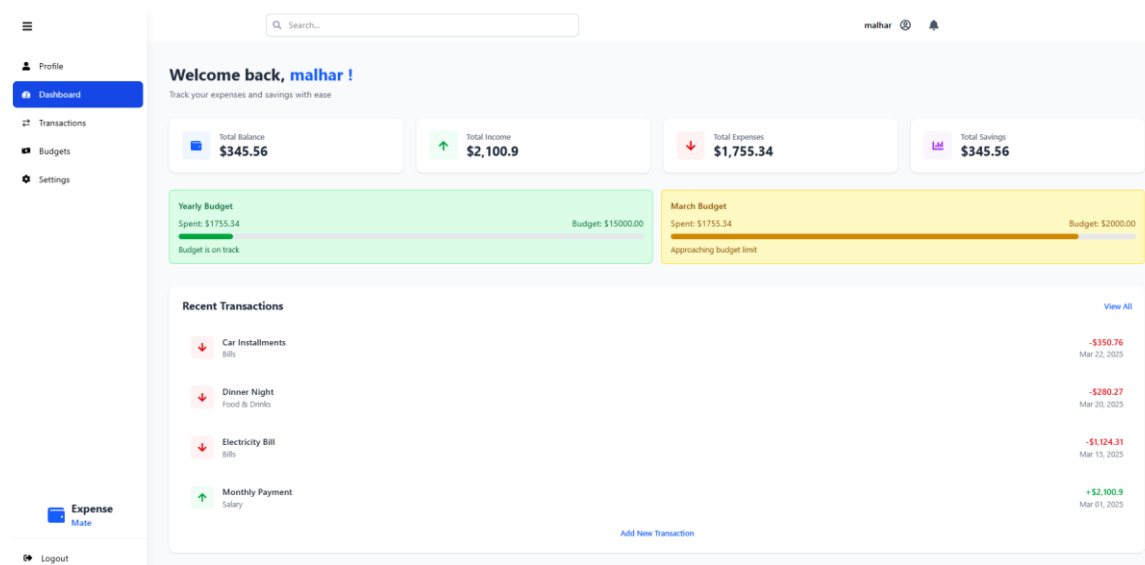 Search...
malhar
Profile
Dashboard
Transactions
Budgets
Settings
Expense
Mate
Logout
Welcome back, malhar !
Track your expenses and savings with ease
Total Balance
$345.56
Total Income
$2,100.9
Total Expenses
$1,755.34
Total Savings
$345.56
Yearly Budget
Spent: $1755.34 Budget: $15000.00
Budget is on track
March Budget
Spent: $1755.34 Budget: $2000.00
Approaching budget limit
Recent Transactions View All
Car Installments -$350.76
Bills Mar 22, 2025
Dinner Night -$280.27
Food & Drinks Mar 20, 2025
Electricity Bill -$1,124.31
Bills Mar 15, 2025
Monthly Payment +$2,100.9
Salary Mar 01, 2025
Add New Transaction